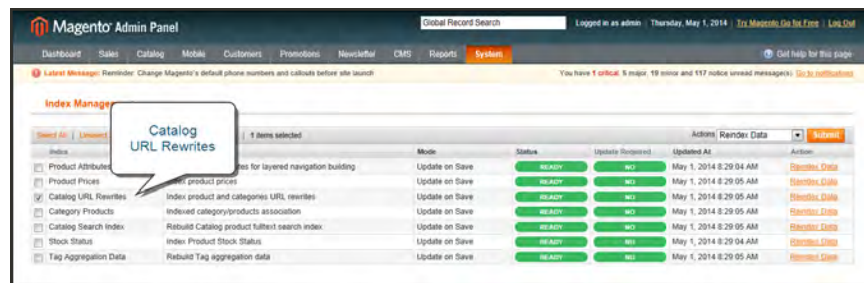 Magento Admin Panel
Global Record Search
Logged in as admin | Thursday, May 1, 2014 | Try Magento Go for Free | Log Out
Dashboard Sales Catalog Mobile Customers Promotions Newsletter CMS Reports System
Get help for this page
Latest Message: Reminder: Change Magento's default phone numbers and callouts before site launch
You have 1 critical, 5 major, 19 minor and 117 notice unread message(s). Go to notifications
Index Manage
Catalog
URL Rewrites
Select All | | 1 items selected
Actions Reindex Data Submit
Index Mode Status Update Required Updated At Action
Product Attributes for layered navigation building Update on Save READY NO May 1, 2014 8:29:04 AM Reindex Data
Product Prices product prices Update on Save READY NO May 1, 2014 8:29:05 AM Reindex Data
Catalog URL Rewrites Index product and categories URL rewrites Update on Save READY NO May 1, 2014 8:29:05 AM Reindex Data
Category Products Indexed category/products association Update on Save READY NO May 1, 2014 8:29:05 AM Reindex Data
Catalog Search Index Rebuild Catalog product fulltext search index Update on Save READY NO May 1, 2014 8:29:05 AM Reindex Data
Stock Status Index Product Stock Status Update on Save READY NO May 1, 2014 8:29:04 AM Reindex Data
Tag Aggregation Data Rebuild Tag aggregation data Update on Save READY NO May 1, 2014 8:29:05 AM Reindex Data